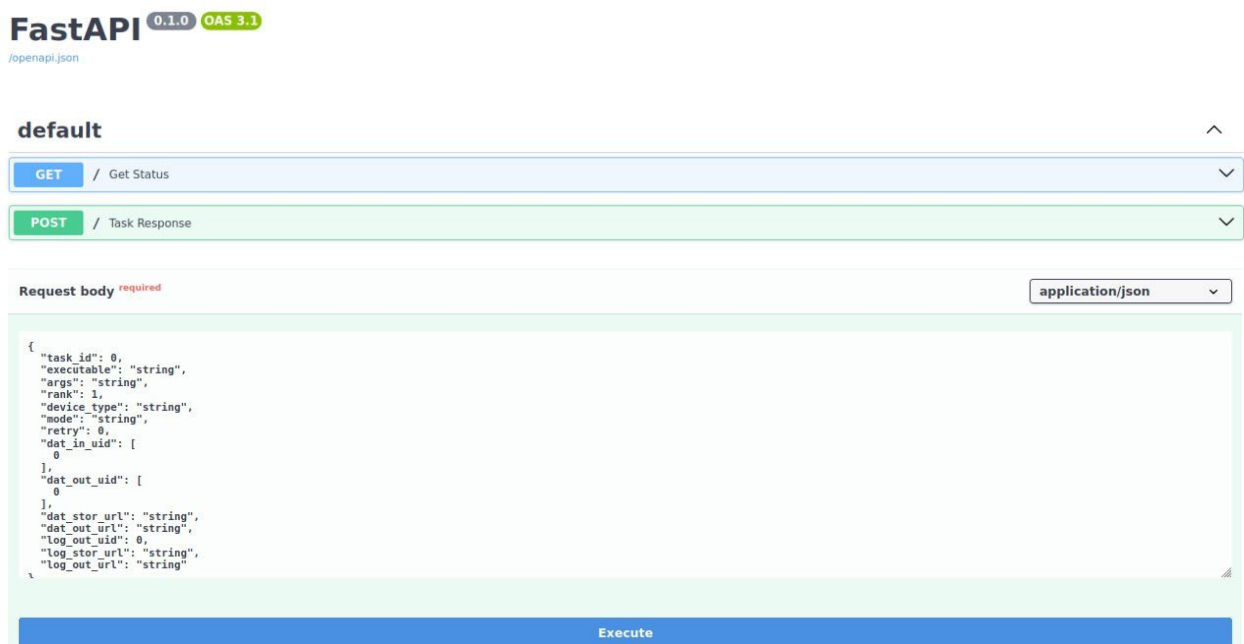 FastAPI 0.1.0 OAS 3.1
/openapi.json
default
GET / Get Status
POST / Task Response
Request body required
application/json
{
  "task_id": 0,
  "executable": "string",
  "args": "string",
  "rank": 1,
  "device_type": "string",
  "mode": "string",
  "retry": 0,
  "dat_in_uid": [
    0
  ],
  "dat_out_uid": [
    0
  ],
  "dat_stor_url": "string",
  "dat_out_url": "string",
  "log_out_uid": 0,
  "log_stor_url": "string",
  "log_out_url": "string"
}
Execute